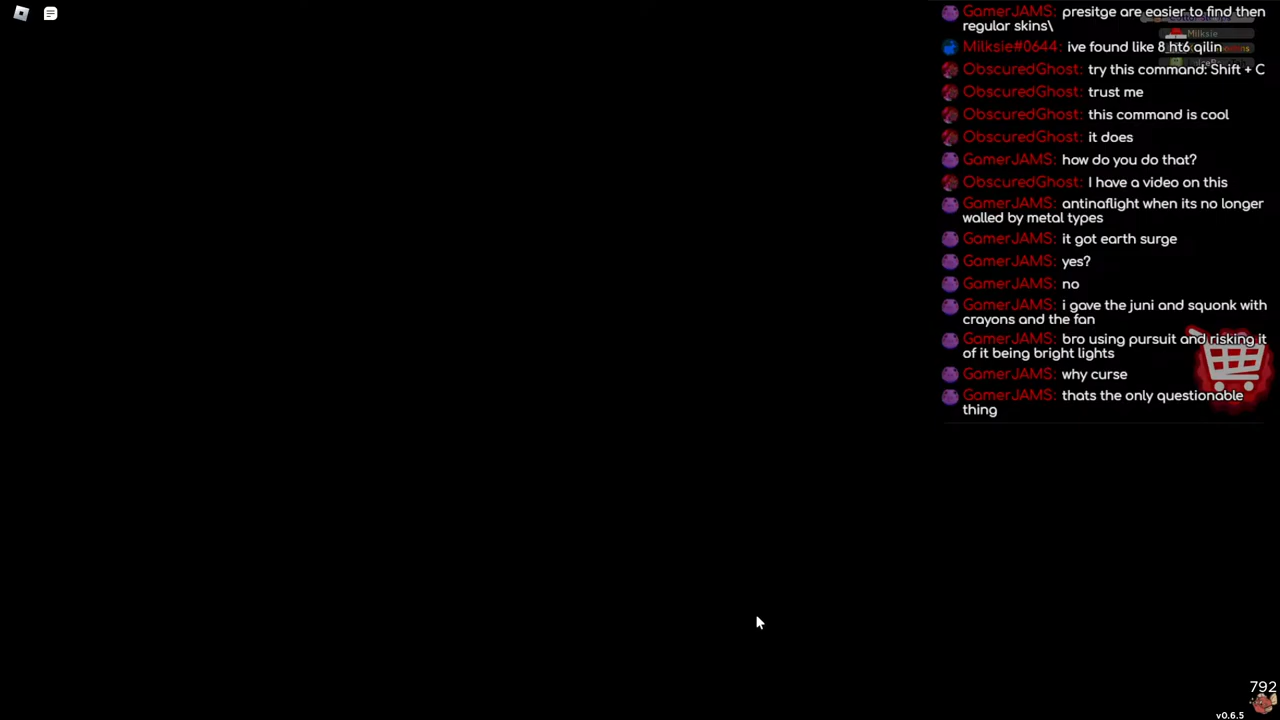 GamerJAMS: presitge are easier to find then
regular skins\
Milksie
Milksie#0644: ive found like 8 ht6 qilin
ObscuredGhost: try this command: Shift + C
ObscuredGhost: trust me
ObscuredGhost: this command is cool
ObscuredGhost: it does
GamerJAMS: how do you do that?
ObscuredGhost: I have a video on this
GamerJAMS: antinaflight when its no longer
walled by metal types
GamerJAMS: it got earth surge
GamerJAMS: yes?
GamerJAMS: no
GamerJAMS: i gave the juni and squonk with
crayons and the fan
GamerJAMS: bro using pursuit and risking it
of it being bright lights
GamerJAMS: why curse
GamerJAMS: thats the only questionable
thing
792
v0.6.5